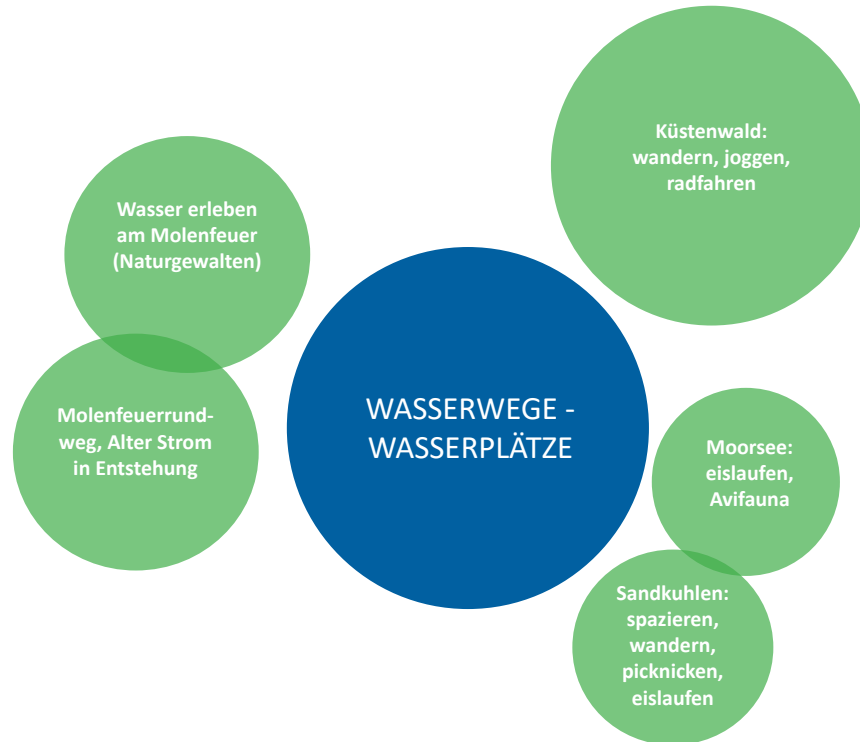 Küstenwald:
wandern, joggen,
radfahren
Wasser erleben
am Molenfeuer
(Naturgewalten)
WASSERWEGE -
WASSERPLÄTZE
Molenfeuerrund-
weg, Alter Strom
in Entstehung
Moorsee:
eislaufen,
Avifauna
Sandkuhlen:
spazieren,
wandern,
picknicken,
eislaufen